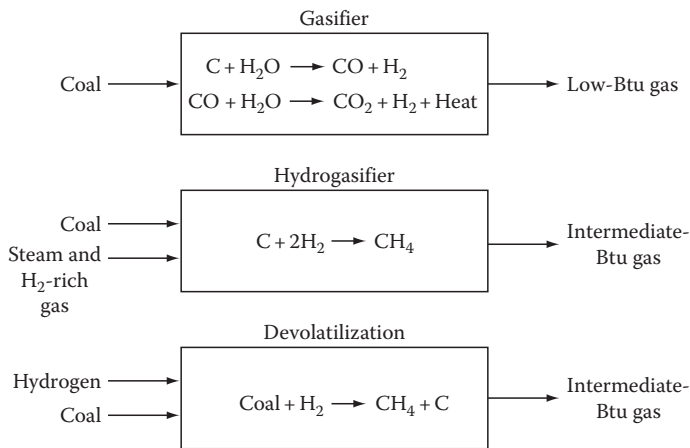 Gasifier
Coal
C + H₂O → CO + H₂
CO + H₂O → CO₂ + H₂ + Heat
Low-Btu gas
Hydrogasifier
Coal
Steam and
H₂-rich
gas
C + 2H₂ → CH₄
Intermediate-
Btu gas
Devolatilization
Hydrogen
Coal
Coal + H₂ → CH₄ + C
Intermediate-
Btu gas